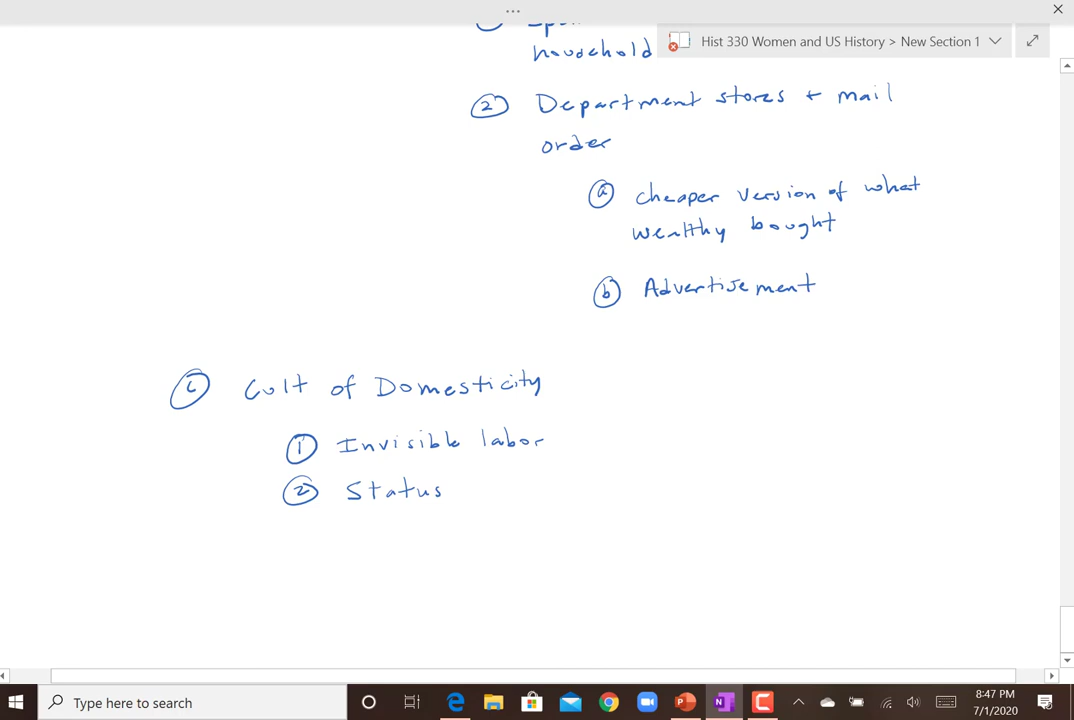 ...
Hist 330 Women and US History > New Section 1
household
② Department stores + mail
order
ⓐ cheaper version of what
wealthy bought
ⓑ Advertisement
Cult of Domesticity
① Invisible labor
② Status
Type here to search
8:47 PM
7/1/2020